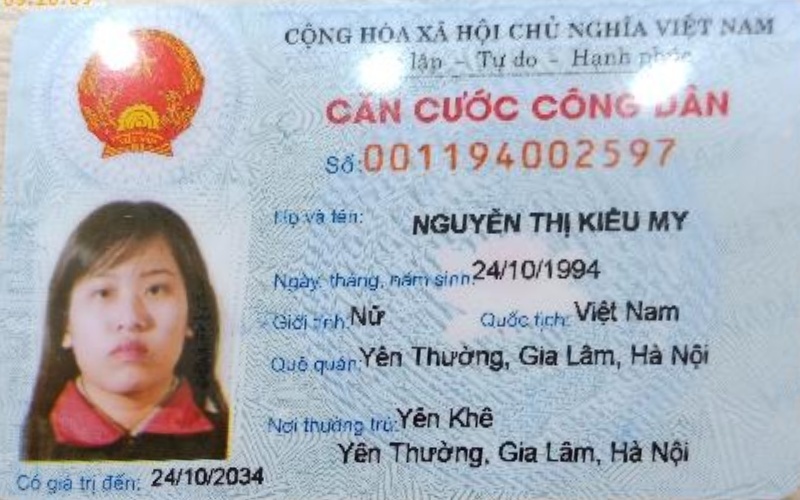 CỘNG HÒA XÃ HỘI CHỦ NGHĨA VIỆT NAM
lập – Tự do – Hạnh phúc
CĂN CƯỚC CÔNG DÂN
Số: 001194002597
Họ và tên: NGUYỄN THỊ KIỀU MY
Ngày, tháng, năm sinh: 24/10/1994
Giới tính: Nữ Quốc tịch: Việt Nam
Quê quán: Yên Thường, Gia Lâm, Hà Nội
Nơi thường trú: Yên Khê
Yên Thường, Gia Lâm, Hà Nội
Có giá trị đến: 24/10/2034